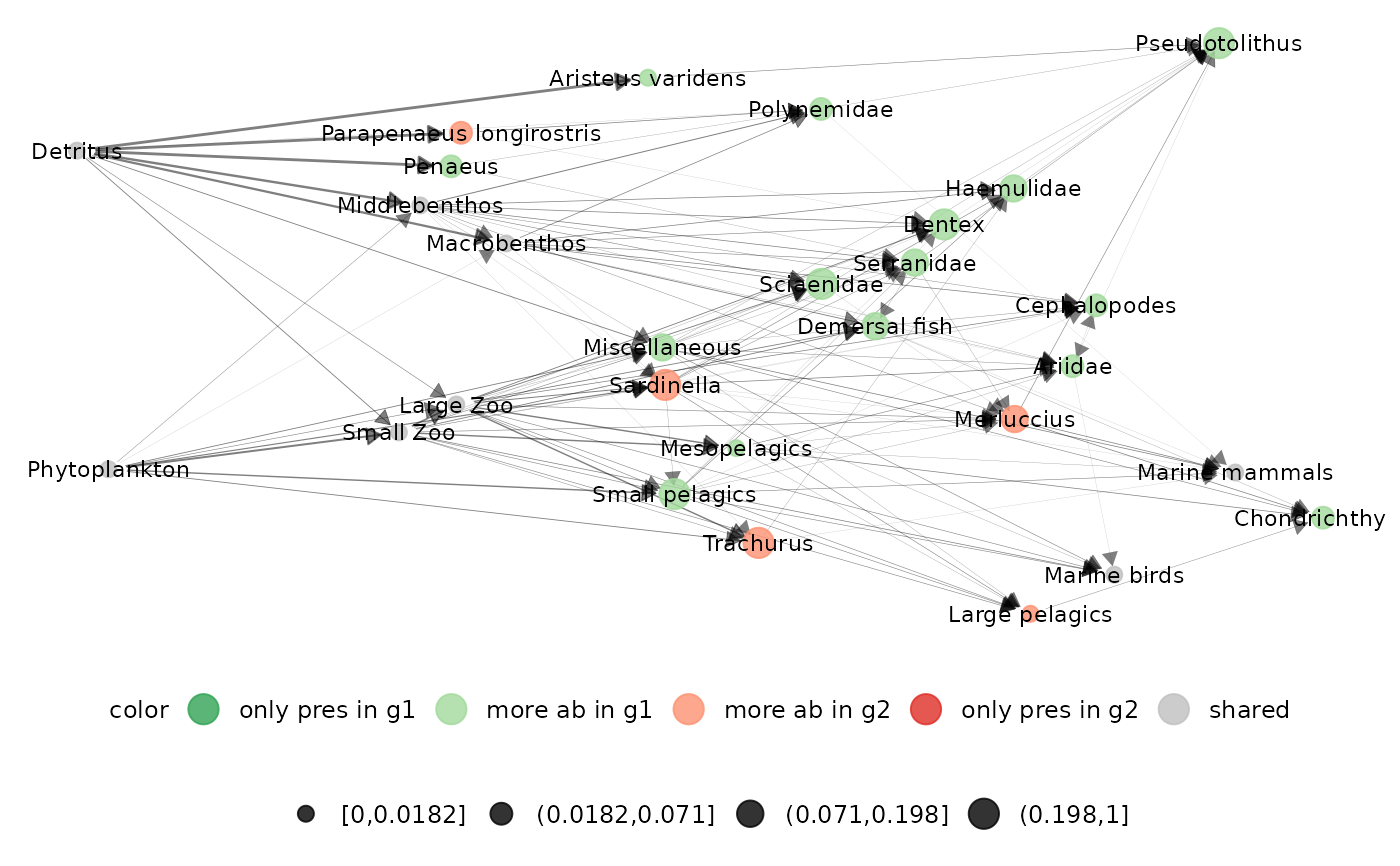 Pseudotolithus
Aristeus varidens
Polynemidae
Parapenaeus longirostris
Detritus
Penaeus
Haemulidae
Middlebenthos
Dentex
Macrobenthos
Serranidae
Sciaenidae
Cephalopodes
Demersal fish
Miscellaneous
Ariidae
Sardinella
Large Zoo
Merluccius
Small Zoo
Mesopelagics
Phytoplankton
Marine mammals
Small pelagics
Chondrichthy
Trachurus
Marine birds
Large pelagics
color only pres in g1 more ab in g1 more ab in g2 only pres in g2 shared
[0,0.0182] (0.0182,0.071] (0.071,0.198] (0.198,1]